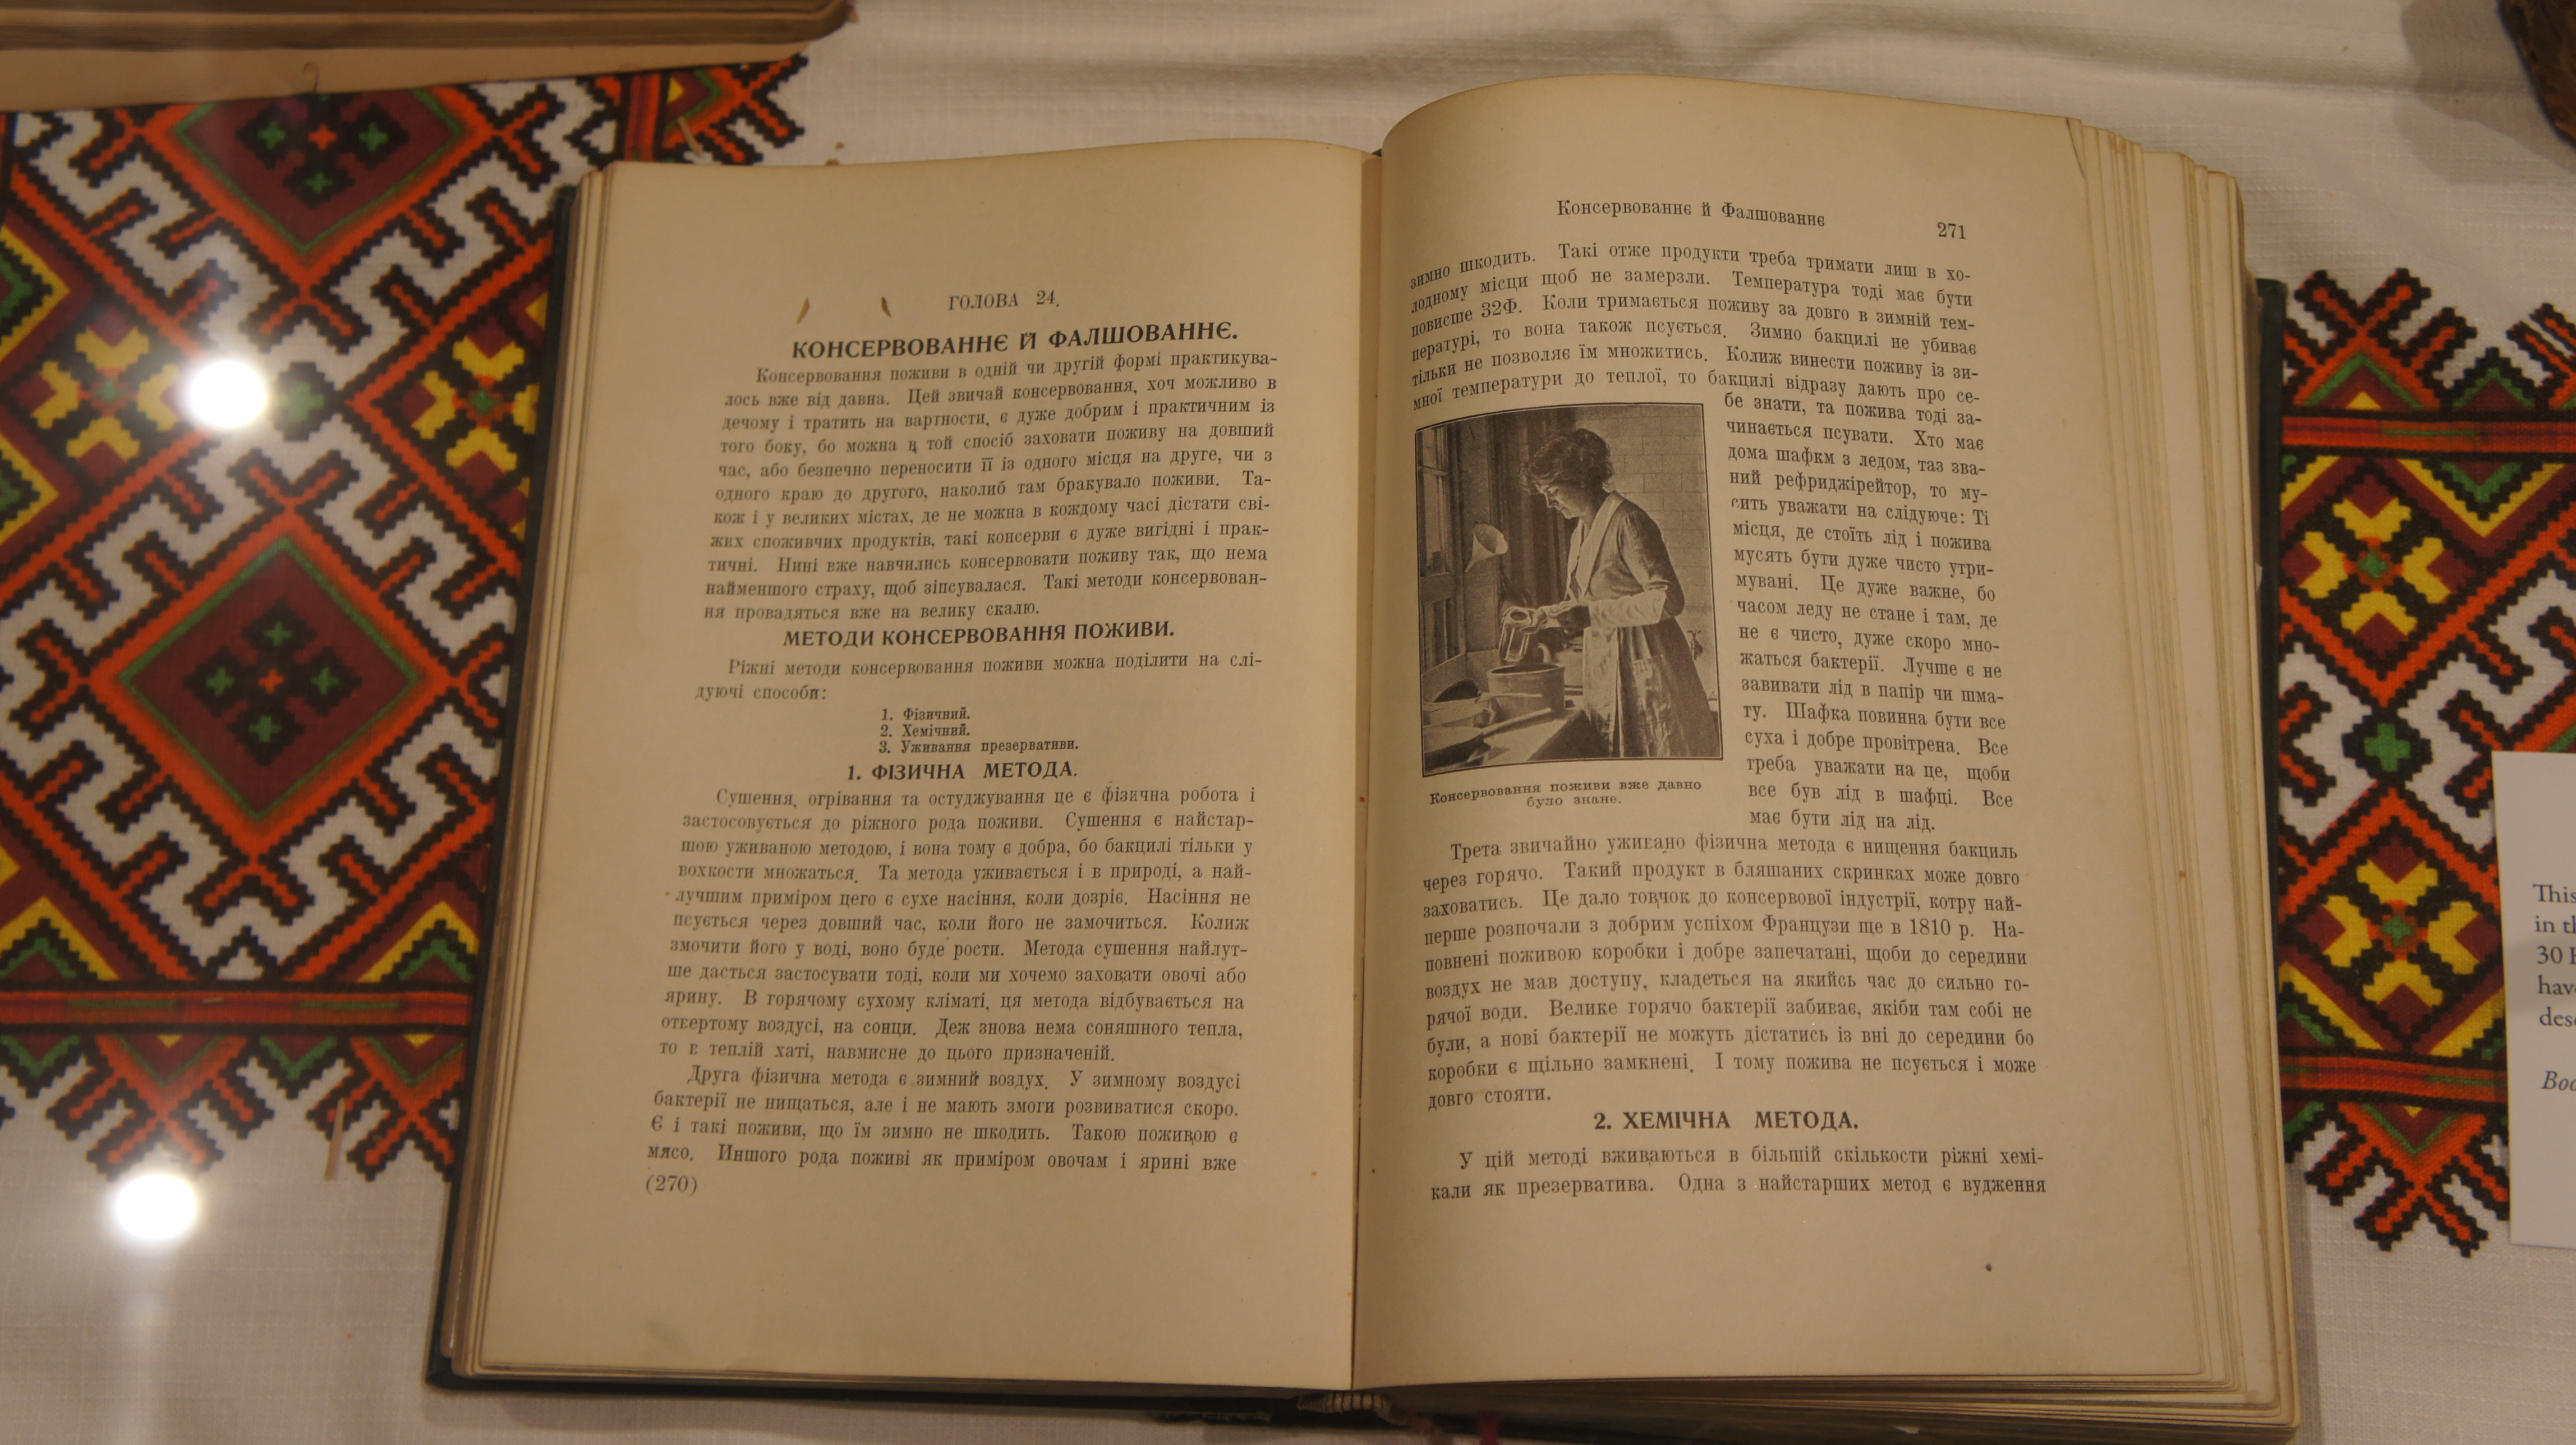 ГОЛОВА 24.
КОНСЕРВОВАННЄ Й ФАЛШОВАННЄ.
Консервовання поживи в одній чи другій формі практикува-
лось вже від давна. Цей звичай консервовання, хоч можливо в
дечому і тратить на вартности, є дуже добрим і практичним із
того боку, бо можна ц той спосіб заховати поживу на довший
час, або безпечно переносити її із одного місця на друге, чи з
одного краю до другого, наколиб там бракувало поживи. Та-
кож і у великих містах, де не можна в кождому часі дістати сві-
жих споживчих продуктів, такі консерви є дуже вигідні і прак-
тичні. Нині вже навчились консервовати поживу так, що нема
найменшого страху, щоб зіпсувалася. Такі методи консервован-
ня провадяться вже на велику скалю.
МЕТОДИ КОНСЕРВОВАННЯ ПОЖИВИ.
Ріжні методи консервовання поживи можна поділити на слі-
дуючі способи:
1. Фізичний.
2. Хемічний.
3. Уживання презервативи.
1. ФІЗИЧНА МЕТОДА.
Сушення, огрівання та остуджування це є фізична робота і
застосовується до ріжного рода поживи. Сушення є найстар-
шою уживаною методою, і вона тому є добра, бо бакцилі тільки у
вохкости множаться. Та метода уживається і в природі, а най-
лучшим приміром цего є сухе насіння, коли дозріє. Насіння не
псується через довший час, коли його не замочиться. Колиж
змочити його у воді, воно буде рости. Метода сушення найлут-
ше дасться застосувати тоді, коли ми хочемо заховати овочі або
ярину. В горячому сухому кліматі, ця метода відбувається на
отвертому воздусі, на сонци. Деж знова нема соняшного тепла,
то в теплій хаті, навмисне до цього призначеній.
Друга фізична метода є зимний воздух. У зимному воздусі
бактерії не нищаться, але і не мають змоги розвиватися скоро.
Є і такі поживи, що їм зимно не шкодить. Такою поживою є
мясо. Иншого рода поживі як приміром овочам і ярині вже
(270)
Консервованнє й Фалшованнє
271
зимно шкодить. Такі отже продукти треба тримати лиш в хо-
лодному місци щоб не замерзли. Температура тоді має бути
повисше 32Ф. Коли тримається поживу за довго в зимній тем-
пературі, то вона також псується. Зимно бакцилі не убиває
тільки не позволяє їм множитись. Колиж винести поживу із зи-
мної температури до теплої, то бакцилі відразу дають про се-
бе знати, та пожива тоді за-
чинається псувати. Хто має
дома шафкм з ледом, таз зва-
ний рефриджірейтор, то му-
сить уважати на слідуюче: Ті
місця, де стоїть лід і пожива
мусять бути дуже чисто утри-
мувані. Це дуже важне, бо
часом леду не стане і там, де
не є чисто, дуже скоро мно-
жаться бактерії. Лучше є не
завивати лід в папір чи шма-
ту. Шафка повинна бути все
суха і добре провітрена. Все
треба уважати на це, щоби
все був лід в шафці. Все
має бути лід на лід.
Консервовання поживи вже давно
було знане.
Трета звичайно уживано фізична метода є нищення бакциль
через горячо. Такий продукт в бляшаних скринках може довго
заховатись. Це дало товчок до консервової індустрії, котру най-
перше розпочали з добрим успіхом Французи ще в 1810 р. На-
повнені поживою коробки і добре запечатані, щоби до середини
воздух не мав доступу, кладеться на якийсь час до сильно го-
рячої води. Велике горячо бактерії забиває, якіби там собі не
були, а нові бактерії не можуть дістатись із вні до середини бо
коробки є щільно замкнені. І тому пожива не псується і може
довго стояти.
2. ХЕМІЧНА МЕТОДА.
У цій методі вживаються в більшій скількости ріжні хемі-
кали як презерватива. Одна з найстарших метод є вудження
This
in th
30
hav
des
Boo